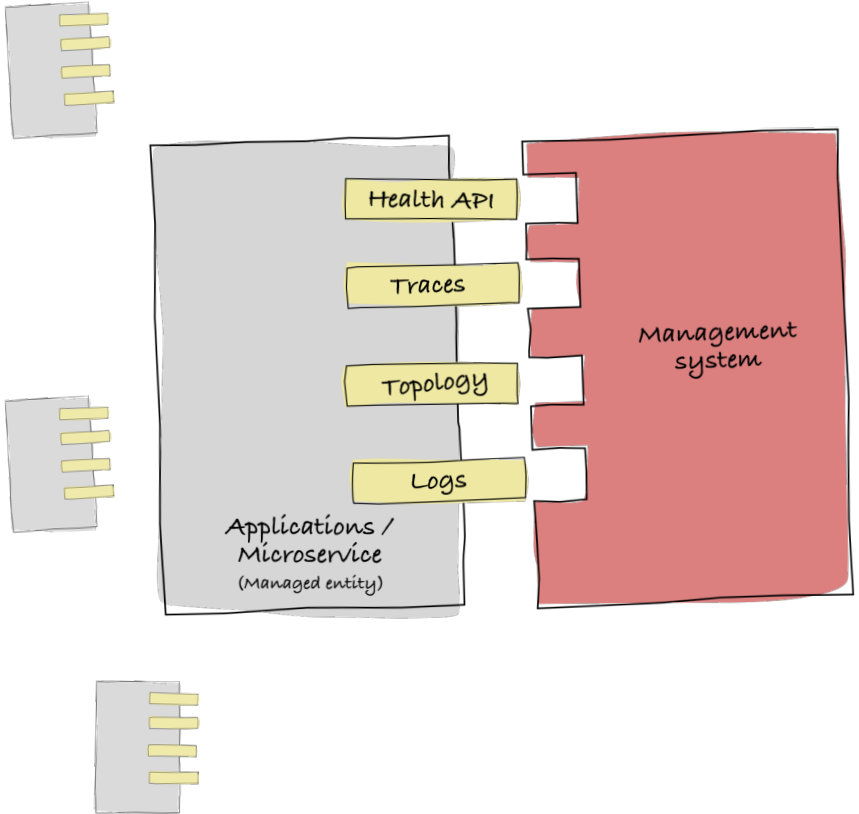 Health API
Traces
Topology
Logs
Applications /
Microservice
(Managed entity)
Management
system